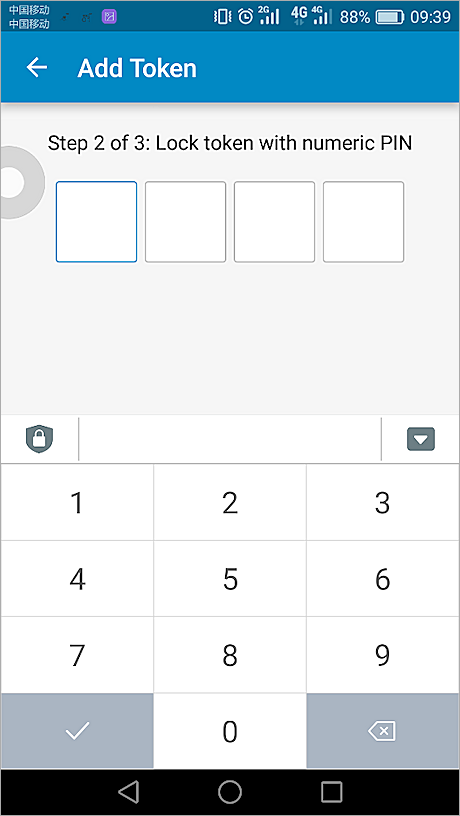 中国移动
中国移动
2G 4G 4G 88% 09:39
Add Token
Step 2 of 3: Lock token with numeric PIN
1 2 3
4 5 6
7 8 9
0